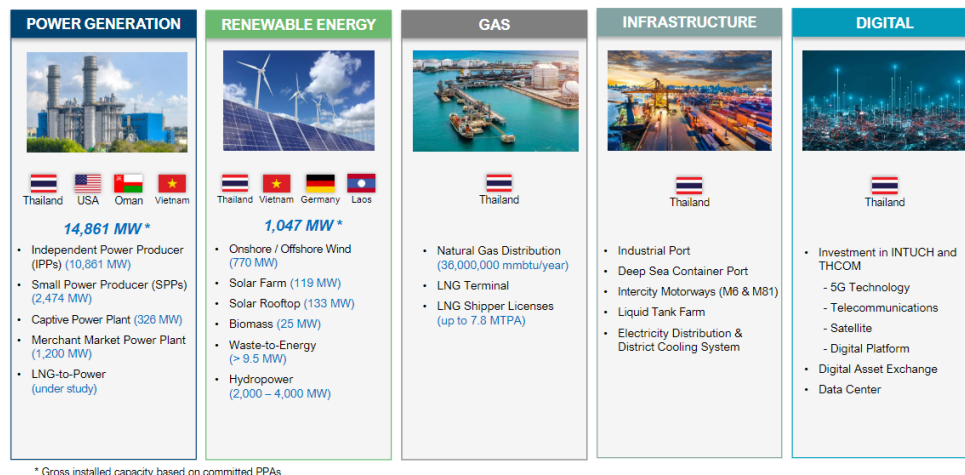 POWER GENERATION
Thailand
USA
Oman
Vietnam
14,861 MW *
• Independent Power Producer
(IPPs) (10,861 MW)
• Small Power Producer (SPPs)
(2,474 MW)
• Captive Power Plant (326 MW)
• Merchant Market Power Plant
(1,200 MW)
• LNG-to-Power
(under study)
RENEWABLE ENERGY
Thailand
Vietnam
Germany
Laos
1,047 MW *
• Onshore / Offshore Wind
(770 MW)
• Solar Farm (119 MW)
• Solar Rooftop (133 MW)
• Biomass (25 MW)
• Waste-to-Energy
(> 9.5 MW)
• Hydropower
(2,000 – 4,000 MW)
GAS
Thailand
• Natural Gas Distribution
(36,000,000 mmbtu/year)
• LNG Terminal
• LNG Shipper Licenses
(up to 7.8 MTPA)
INFRASTRUCTURE
Thailand
• Industrial Port
• Deep Sea Container Port
• Intercity Motorways (M6 & M81)
• Liquid Tank Farm
• Electricity Distribution &
District Cooling System
DIGITAL
Thailand
• Investment in INTUCH and
THCOM
- 5G Technology
- Telecommunications
- Satellite
- Digital Platform
• Digital Asset Exchange
• Data Center
* Gross installed capacity based on committed PPAs